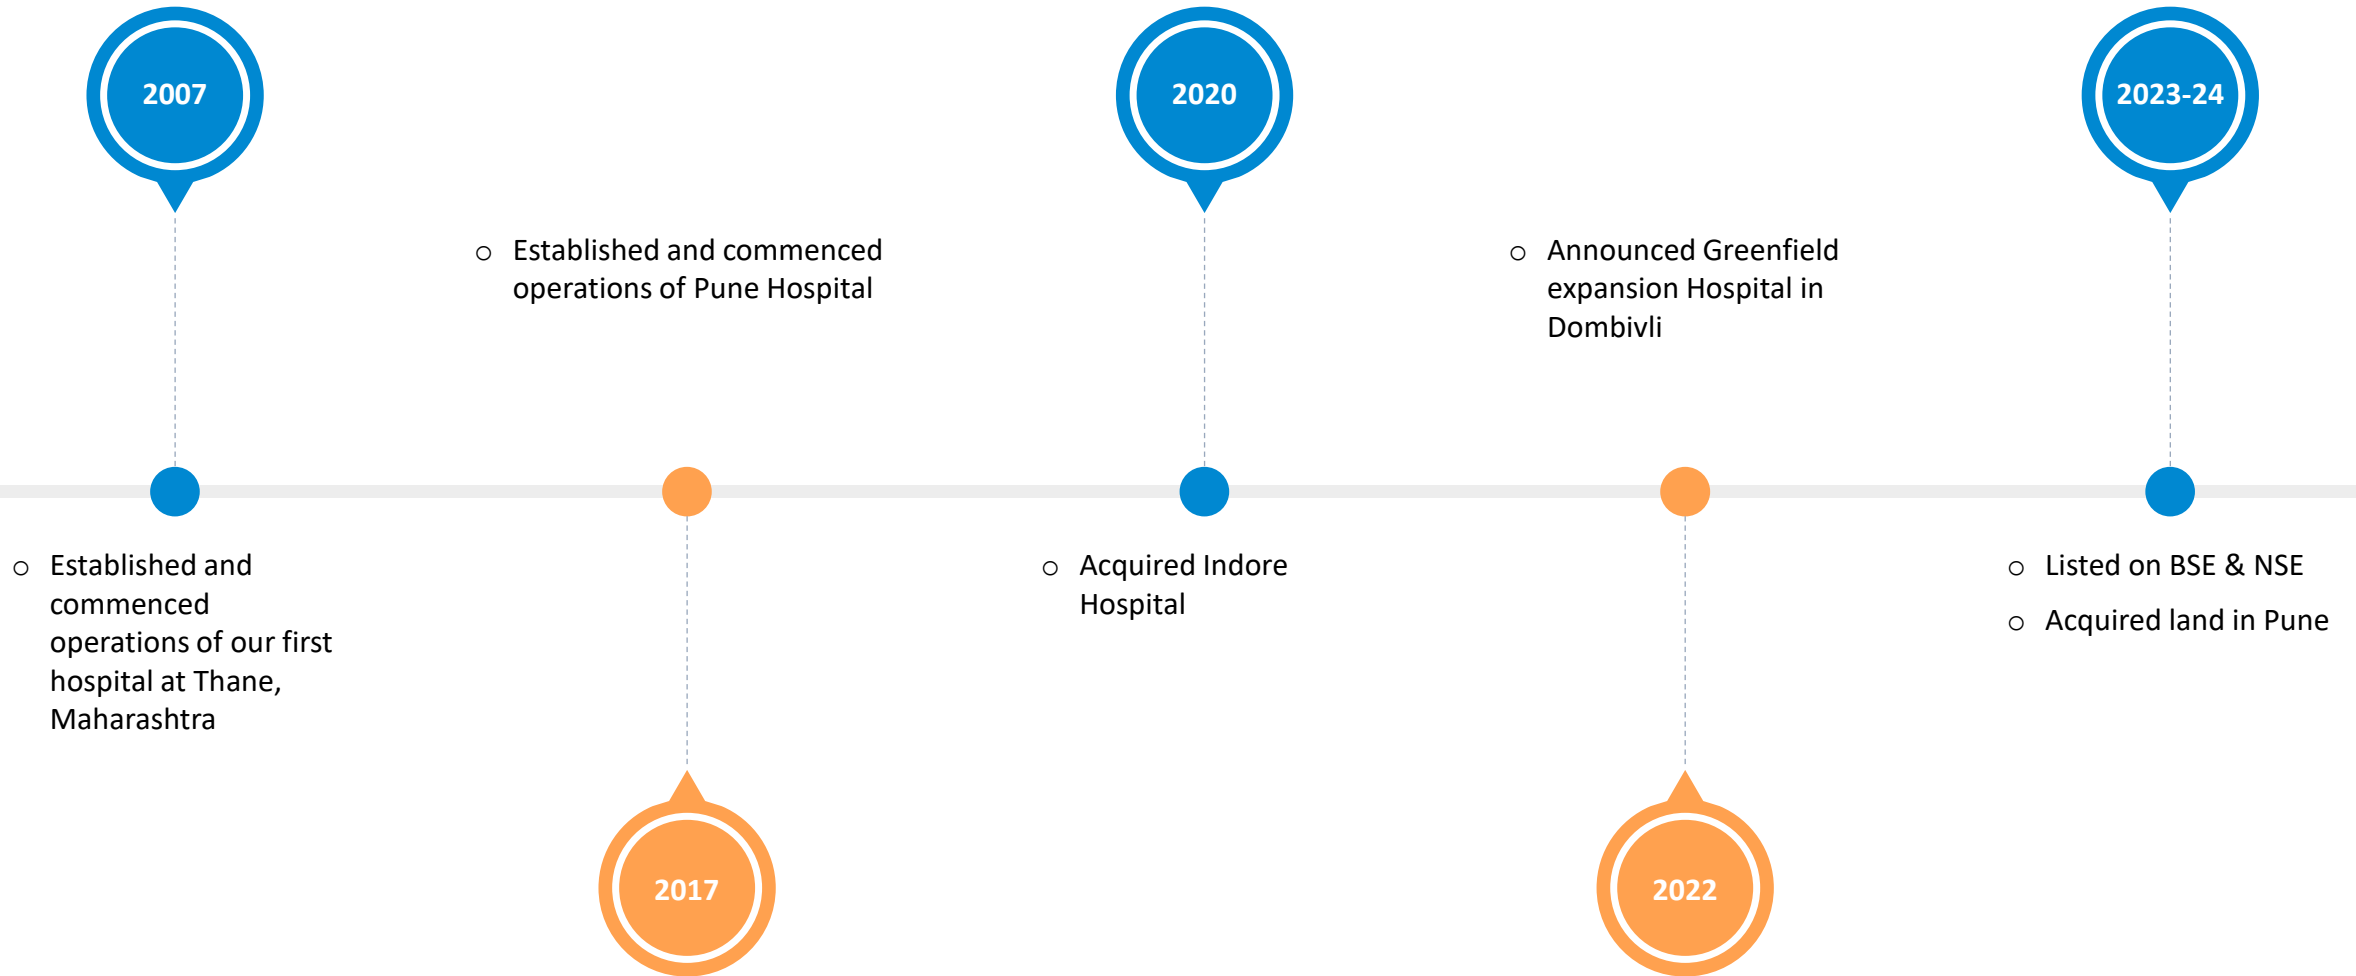 2007
2020
2023-24
o Established and commenced
operations of Pune Hospital
o Announced Greenfield
expansion Hospital in
Dombivli
o Established and
commenced
operations of our first
hospital at Thane,
Maharashtra
o Acquired Indore
Hospital
o Listed on BSE & NSE
o Acquired land in Pune
2017
2022